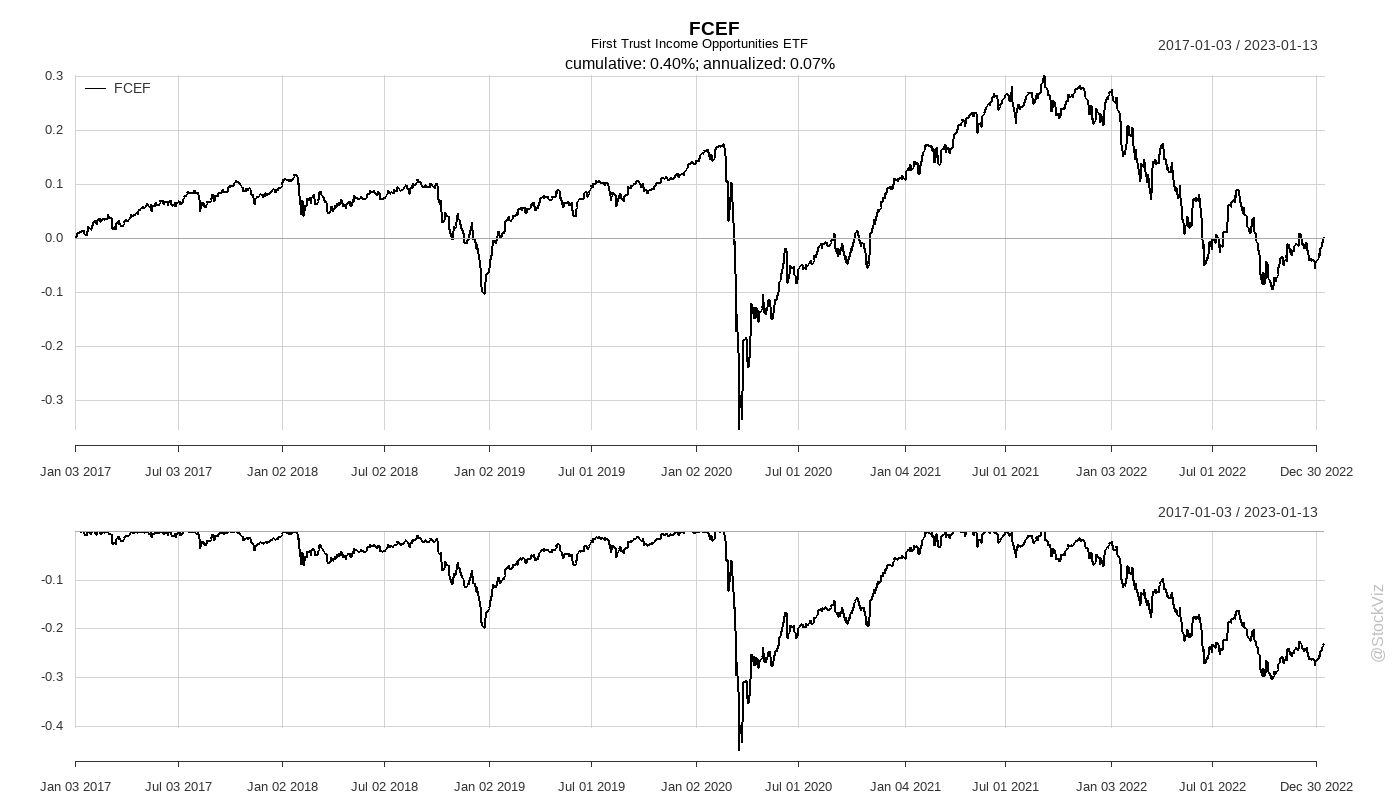 FCEF
First Trust Income Opportunities ETF
cumulative: 0.40%; annualized: 0.07%
2017-01-03 / 2023-01-13
FCEF
0.3
0.2
0.1
0.0
-0.1
-0.2
-0.3
Jan 03 2017 Jul 03 2017 Jan 02 2018 Jul 02 2018 Jan 02 2019 Jul 01 2019 Jan 02 2020 Jul 01 2020 Jan 04 2021 Jul 01 2021 Jan 03 2022 Jul 01 2022 Dec 30 2022
2017-01-03 / 2023-01-13
-0.1
-0.2
-0.3
-0.4
Jan 03 2017 Jul 03 2017 Jan 02 2018 Jul 02 2018 Jan 02 2019 Jul 01 2019 Jan 02 2020 Jul 01 2020 Jan 04 2021 Jul 01 2021 Jan 03 2022 Jul 01 2022 Dec 30 2022
@StockViz